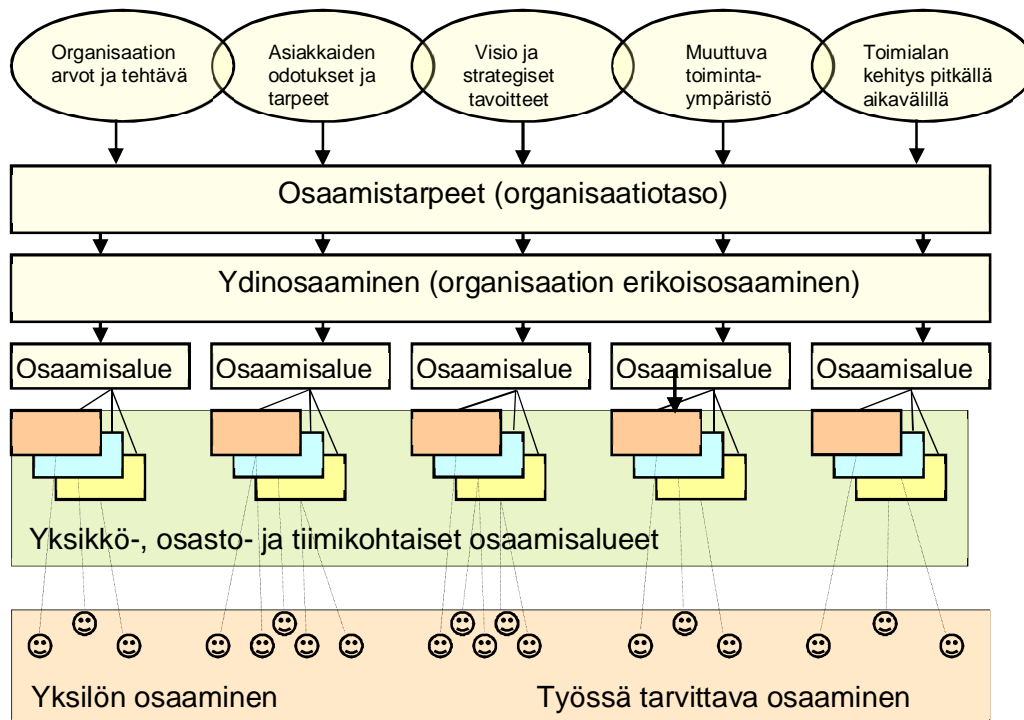 Organisaation
arvot ja tehtävä
Asiakkaiden
odotukset ja
tarpeet
Visio ja
strategiset
tavoitteet
Muuttuva
toiminta-
ympäristö
Toimialan
kehitys pitkällä
aikavälillä
Osaamistarpeet (organisaatiotaso)
Ydinosaaminen (organisaation erikoisosaaminen)
Osaamisalue
Osaamisalue
Osaamisalue
Osaamisalue
Osaamisalue
Yksikkö-, osasto- ja tiimikohtaiset osaamisalueet
Yksilön osaaminen
Työssä tarvittava osaaminen